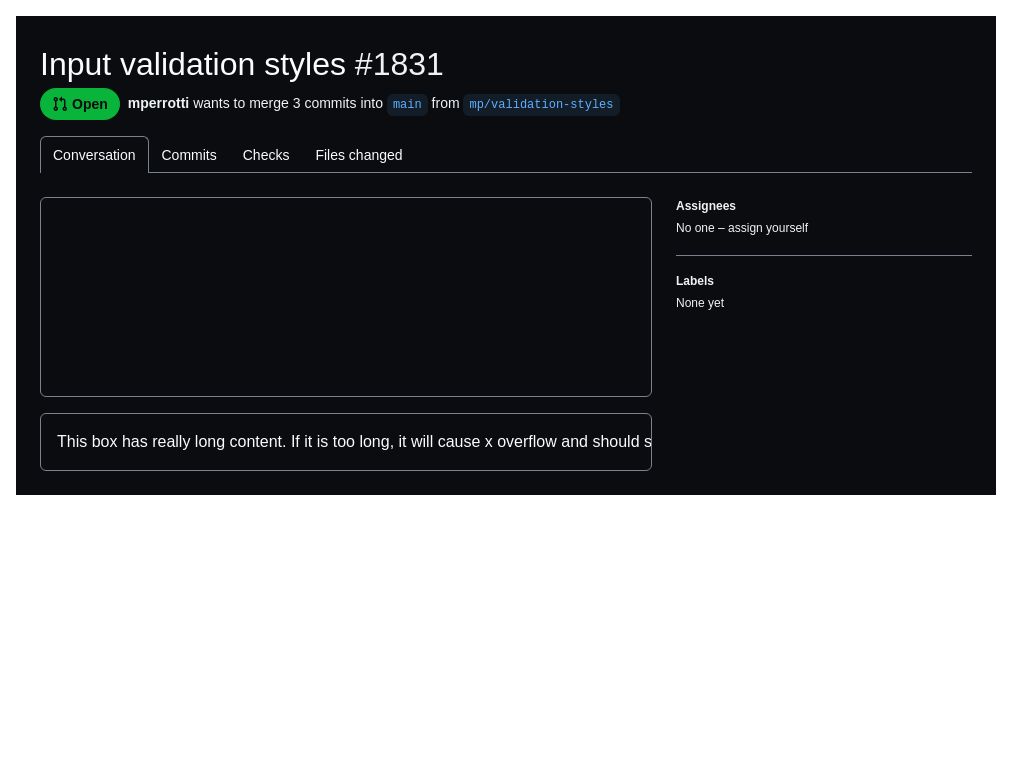 Input validation styles #1831
Open mperrotti wants to merge 3 commits into main from mp/validation-styles
Conversation Commits Checks Files changed
Assignees
No one – assign yourself
Labels
None yet
This box has really long content. If it is too long, it will cause x overflow and should